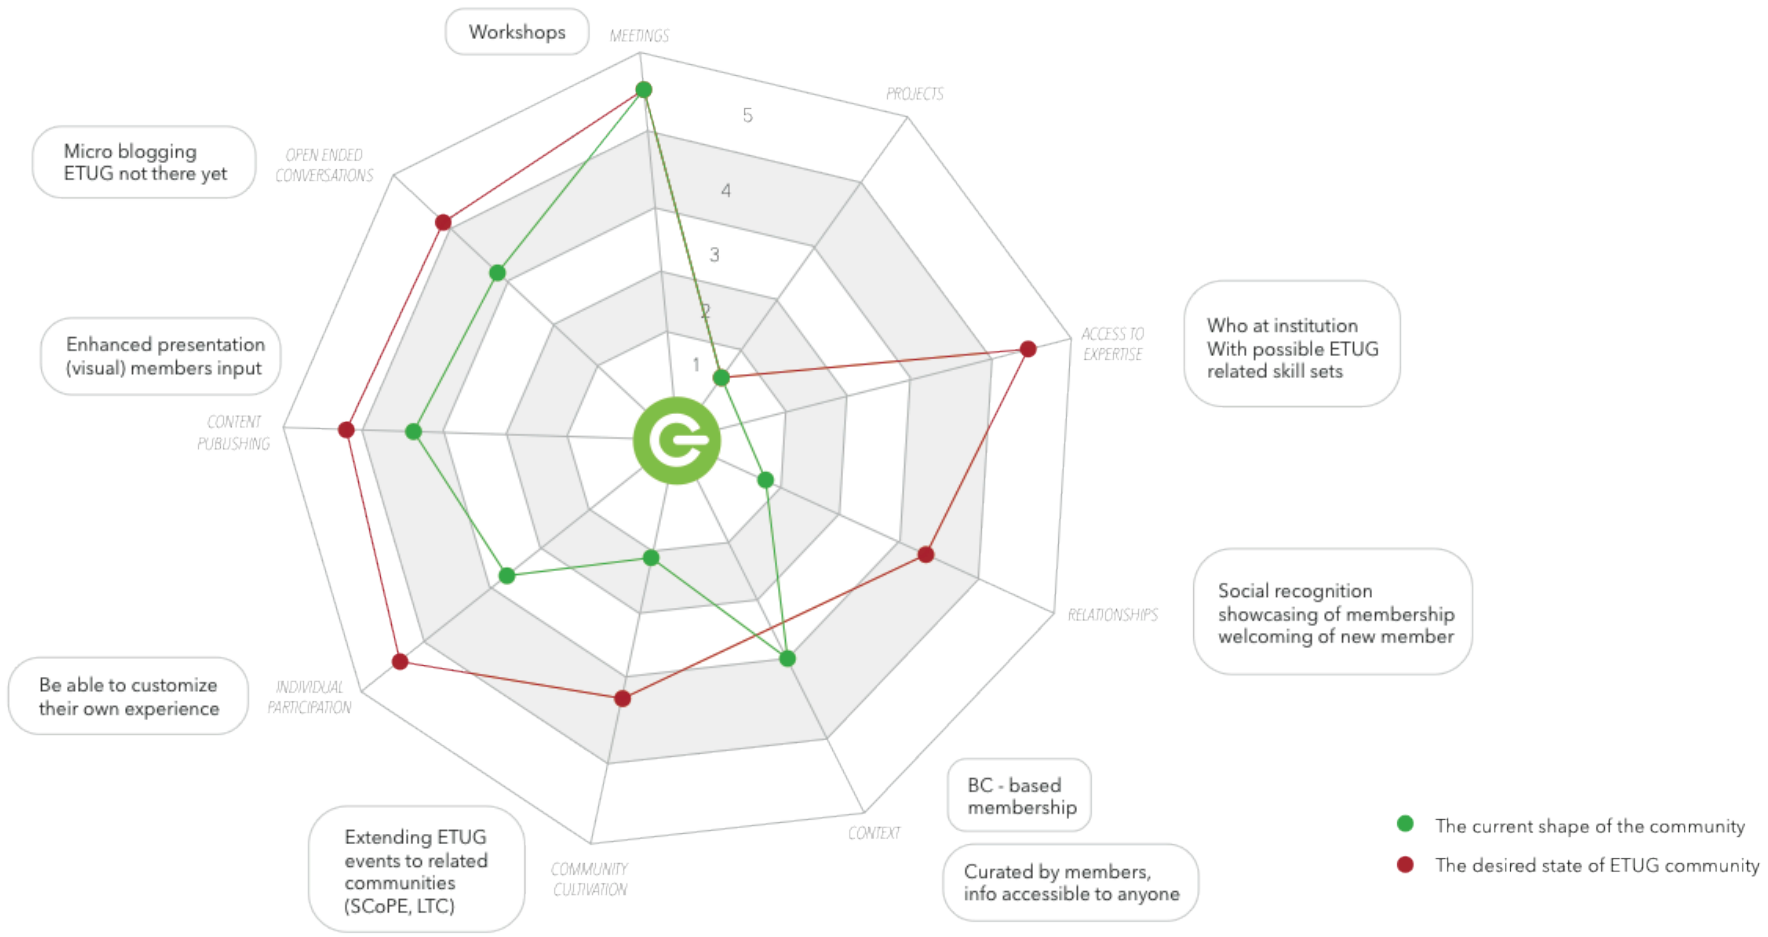 Workshops
MEETINGS
PROJECTS
5
Micro blogging
ETUG not there yet
OPEN ENDED
CONVERSATIONS
4
3
2
1
ACCESS TO
EXPERTISE
Who at institution
With possible ETUG
related skill sets
Enhanced presentation
(visual) members input
CONTENT
PUBLISHING
Social recognition
showcasing of membership
welcoming of new member
RELATIONSHIPS
Be able to customize
their own experience
INDIVIDUAL
PARTICIPATION
BC - based
membership
CONTEXT
Curated by members,
info accessible to anyone
Extending ETUG
events to related
communities
(SCoPE, LTC)
COMMUNITY
CULTIVATION
The current shape of the community
The desired state of ETUG community